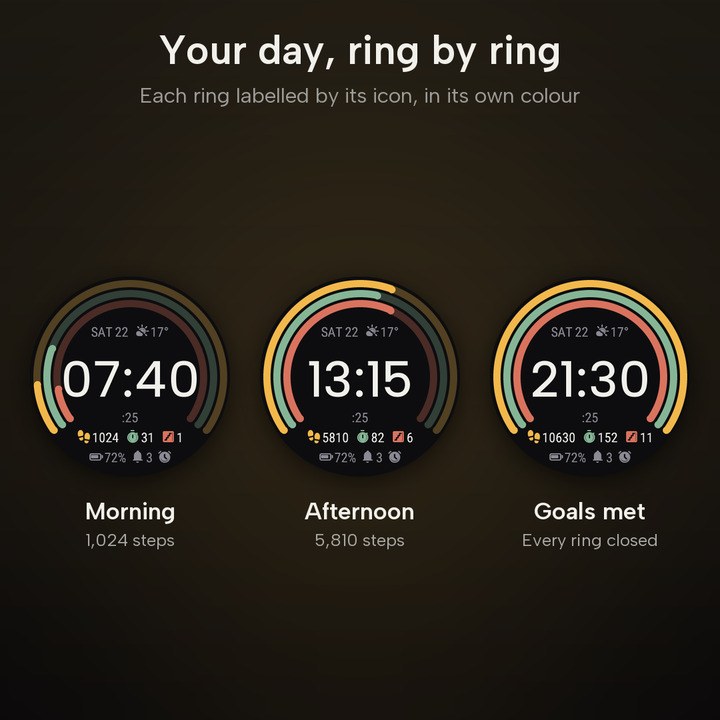 Your day, ring by ring
Each ring labelled by its icon, in its own colour
SAT 22 17°
07:40
:25
1024 31 1
72% 3
Morning
1,024 steps
SAT 22 17°
13:15
:25
5810 82 6
72% 3
Afternoon
5,810 steps
SAT 22 17°
21:30
:25
10630 152 11
72% 3
Goals met
Every ring closed